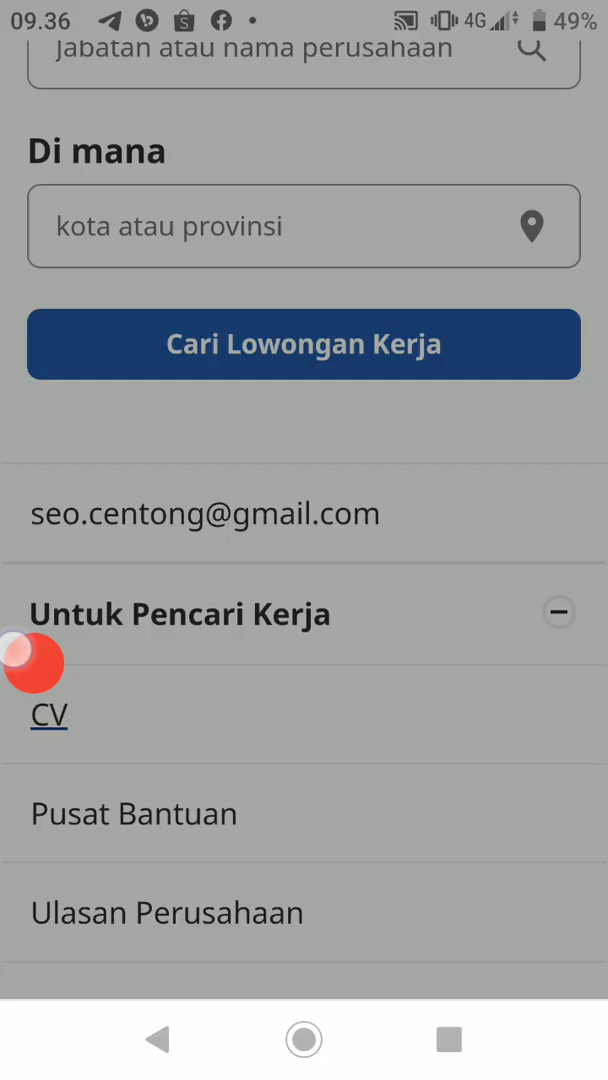 09.36
4G
49%
Jabatan atau nama perusahaan
Di mana
kota atau provinsi
Cari Lowongan Kerja
seo.centong@gmail.com
Untuk Pencari Kerja
CV
Pusat Bantuan
Ulasan Perusahaan